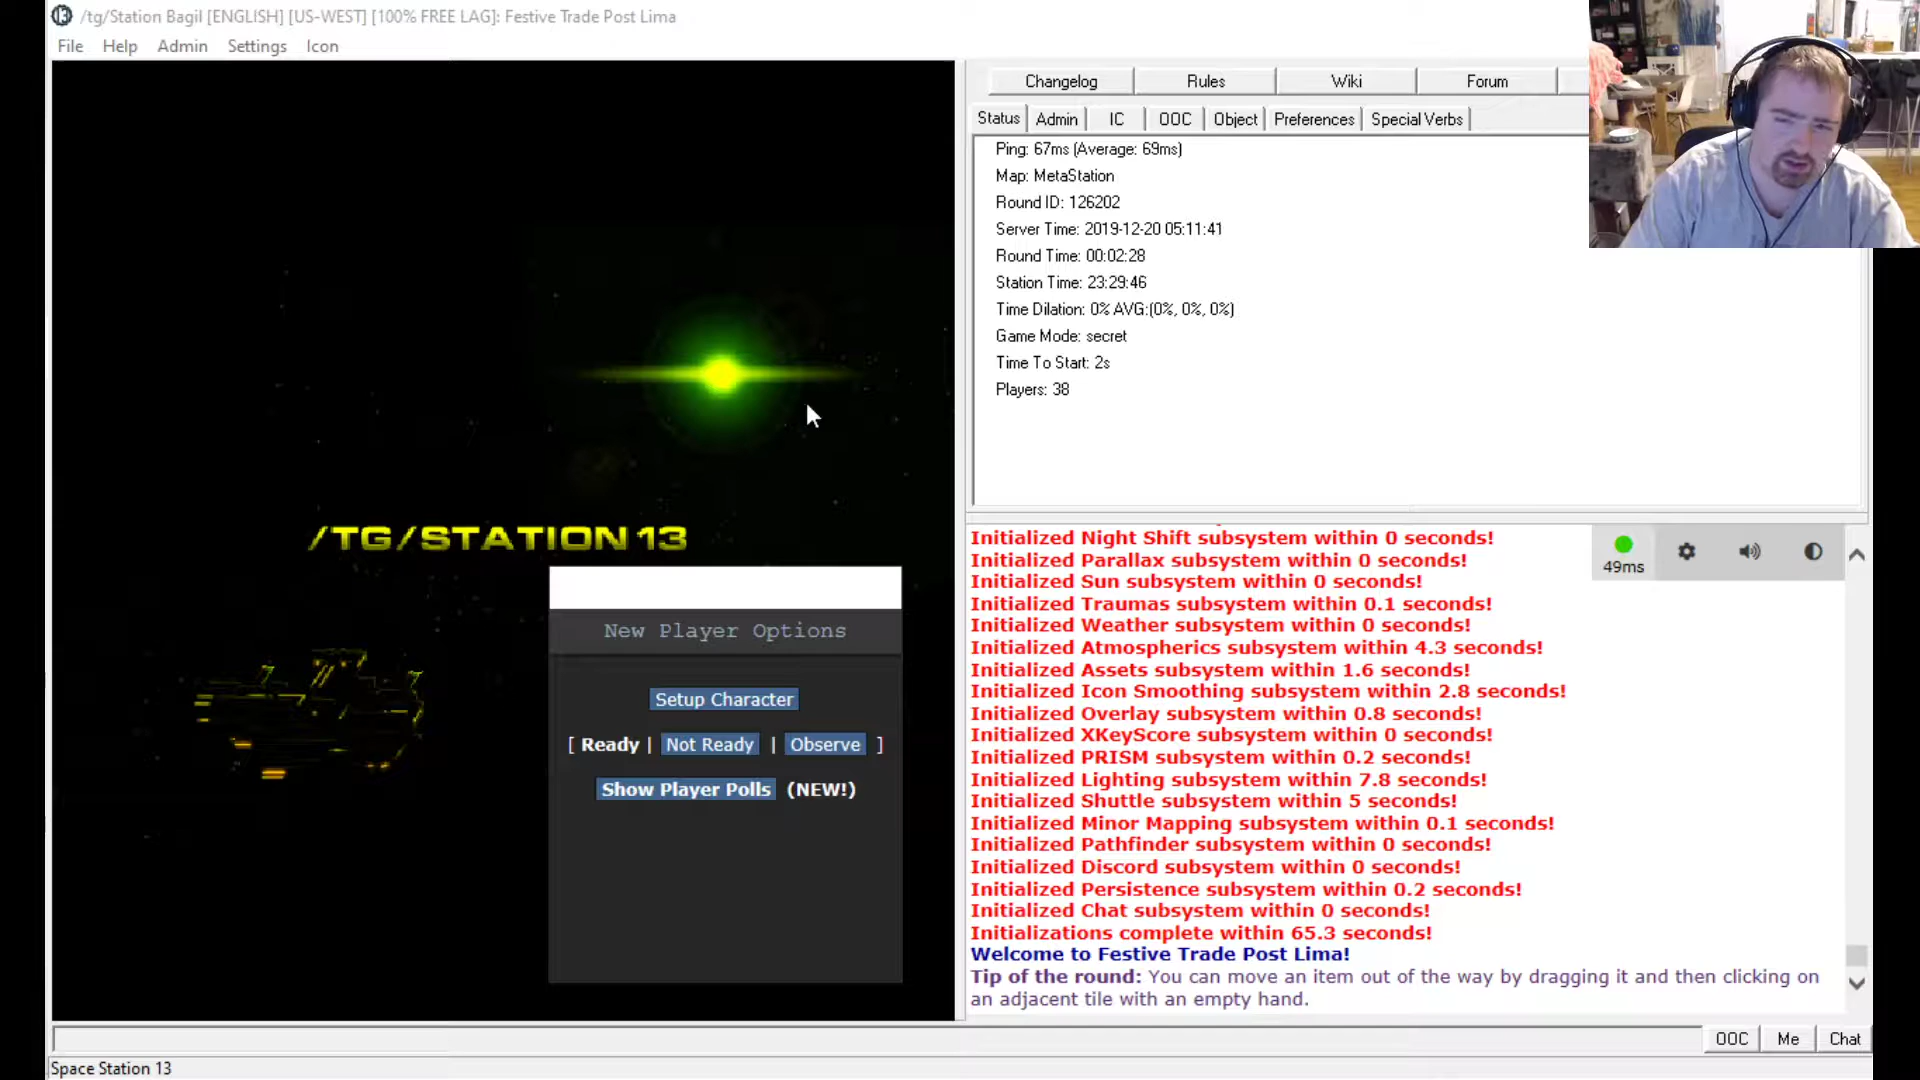 /tg/Station Bagil [ENGLISH] [US-WEST] [100% FREE LAG]: Festive Trade Post Lima
File Help Admin Settings Icon
Changelog Rules Wiki Forum
Status Admin IC OOC Object Preferences Special Verbs
Ping: 67ms (Average: 69ms)
Map: MetaStation
Round ID: 126202
Server Time: 2019-12-20 05:11:41
Round Time: 00:02:28
Station Time: 23:29:46
Time Dilation: 0% AVG:(0%, 0%, 0%)
Game Mode: secret
Time To Start: 2s
Players: 38
/TG/STATION 13
New Player Options
Setup Character
[ Ready | Not Ready | Observe ]
Show Player Polls (NEW!)
Initialized Night Shift subsystem within 0 seconds!
Initialized Parallax subsystem within 0 seconds!
Initialized Sun subsystem within 0 seconds!
Initialized Traumas subsystem within 0.1 seconds!
Initialized Weather subsystem within 0 seconds!
Initialized Atmospherics subsystem within 4.3 seconds!
Initialized Assets subsystem within 1.6 seconds!
Initialized Icon Smoothing subsystem within 2.8 seconds!
Initialized Overlay subsystem within 0.8 seconds!
Initialized XKeyScore subsystem within 0 seconds!
Initialized PRISM subsystem within 0.2 seconds!
Initialized Lighting subsystem within 7.8 seconds!
Initialized Shuttle subsystem within 5 seconds!
Initialized Minor Mapping subsystem within 0.1 seconds!
Initialized Pathfinder subsystem within 0 seconds!
Initialized Discord subsystem within 0 seconds!
Initialized Persistence subsystem within 0.2 seconds!
Initialized Chat subsystem within 0 seconds!
Initializations complete within 65.3 seconds!
Welcome to Festive Trade Post Lima!
Tip of the round: You can move an item out of the way by dragging it and then clicking on
an adjacent tile with an empty hand.
49ms
OOC Me Chat
Space Station 13